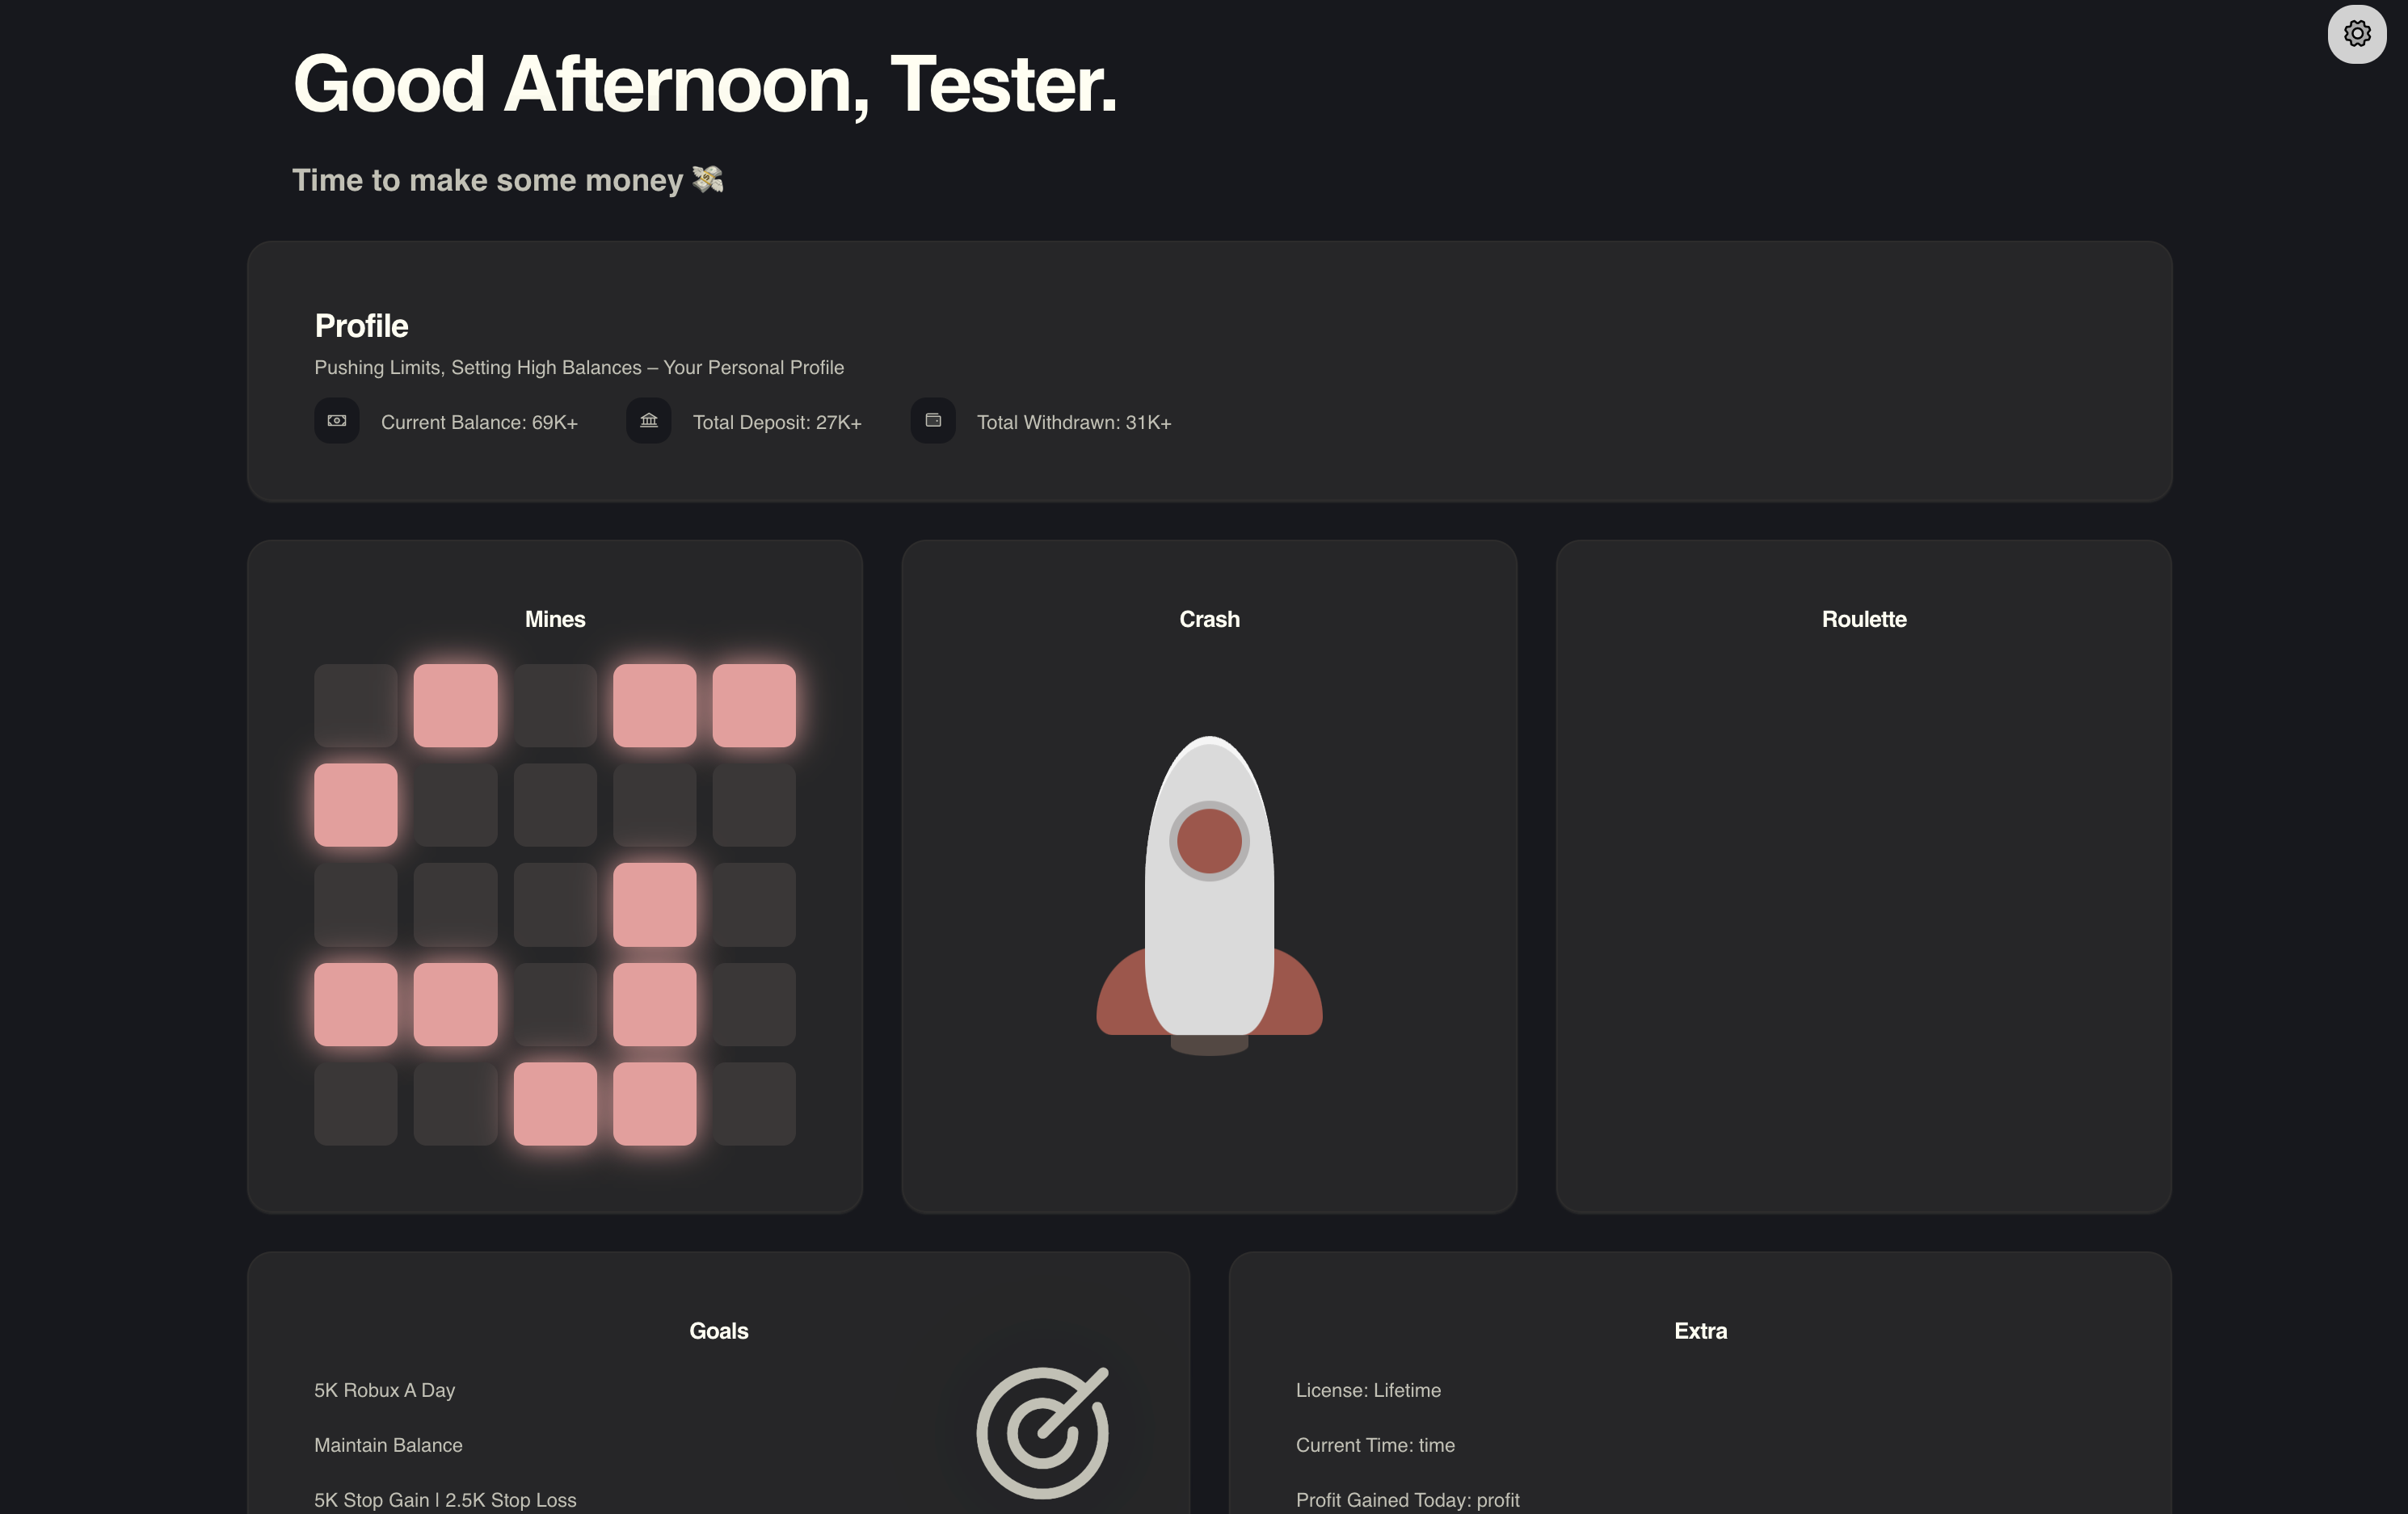 Good Afternoon, Tester.
Time to make some money 💸
Profile
Pushing Limits, Setting High Balances – Your Personal Profile
Current Balance: 69K+
Total Deposit: 27K+
Total Withdrawn: 31K+
Mines
Crash
Roulette
Goals
5K Robux A Day
Maintain Balance
5K Stop Gain | 2.5K Stop Loss
Extra
License: Lifetime
Current Time: time
Profit Gained Today: profit